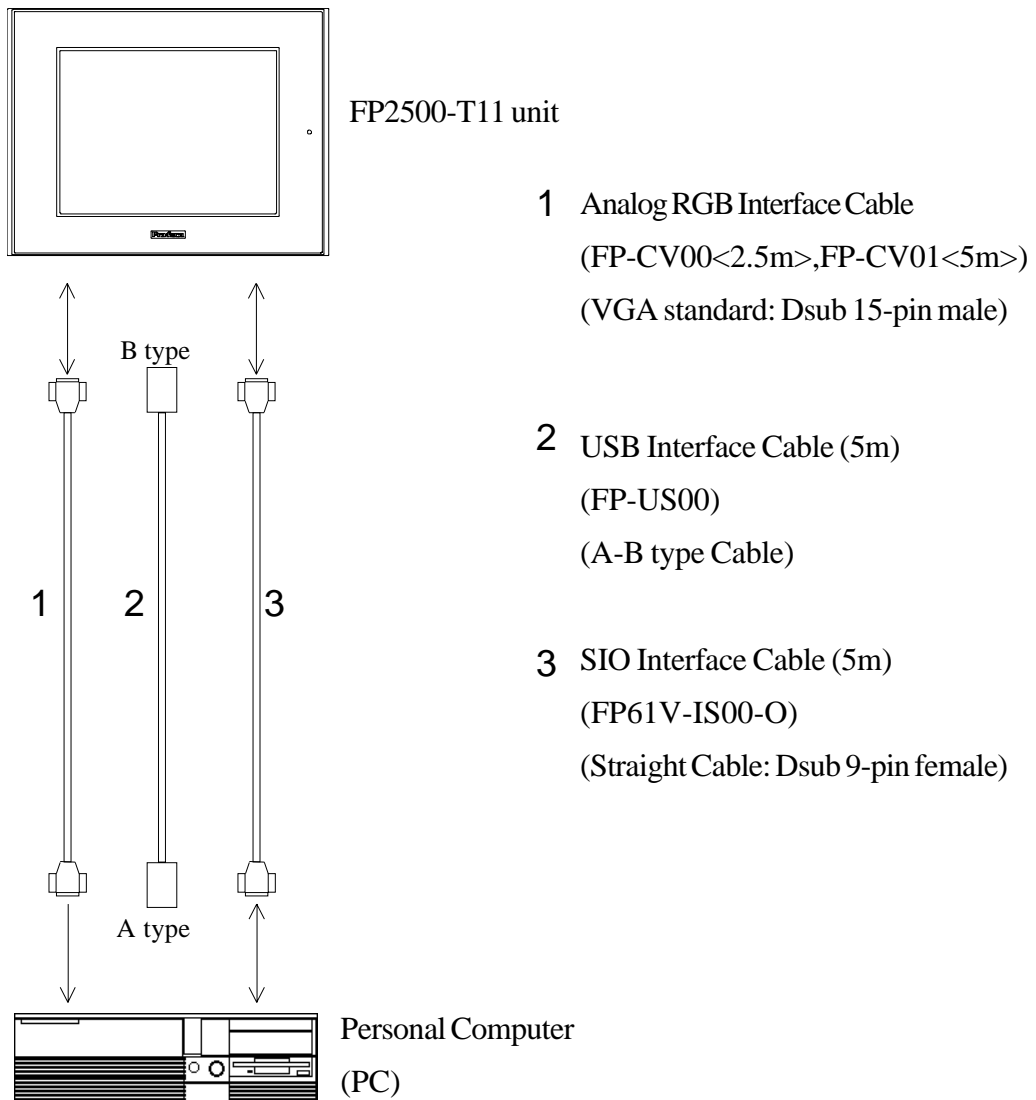 FP2500-T11 unit
1 Analog RGB Interface Cable
(FP-CV00<2.5m>,FP-CV01<5m>)
(VGA standard: Dsub 15-pin male)
B type
2 USB Interface Cable (5m)
(FP-US00)
(A-B type Cable)
1 2 3
3 SIO Interface Cable (5m)
(FP61V-IS00-O)
(Straight Cable: Dsub 9-pin female)
A type
Personal Computer
(PC)